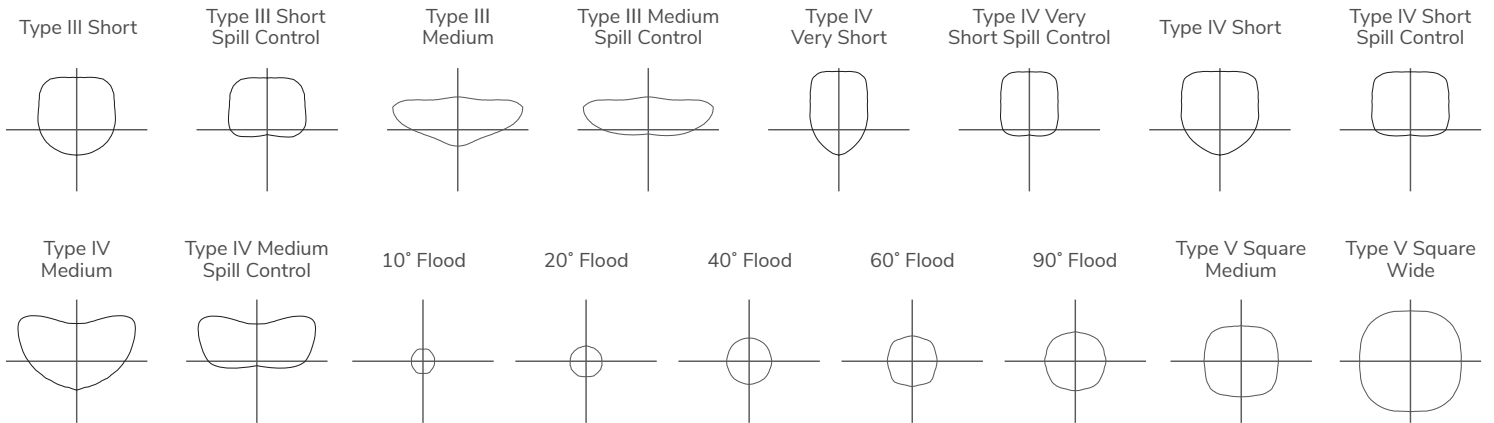 Type III Short
Type III Short
Spill Control
Type III
Medium
Type III Medium
Spill Control
Type IV
Very Short
Type IV Very
Short Spill Control
Type IV Short
Type IV Short
Spill Control
Type IV
Medium
Type IV Medium
Spill Control
10° Flood
20° Flood
40° Flood
60° Flood
90° Flood
Type V Square
Medium
Type V Square
Wide